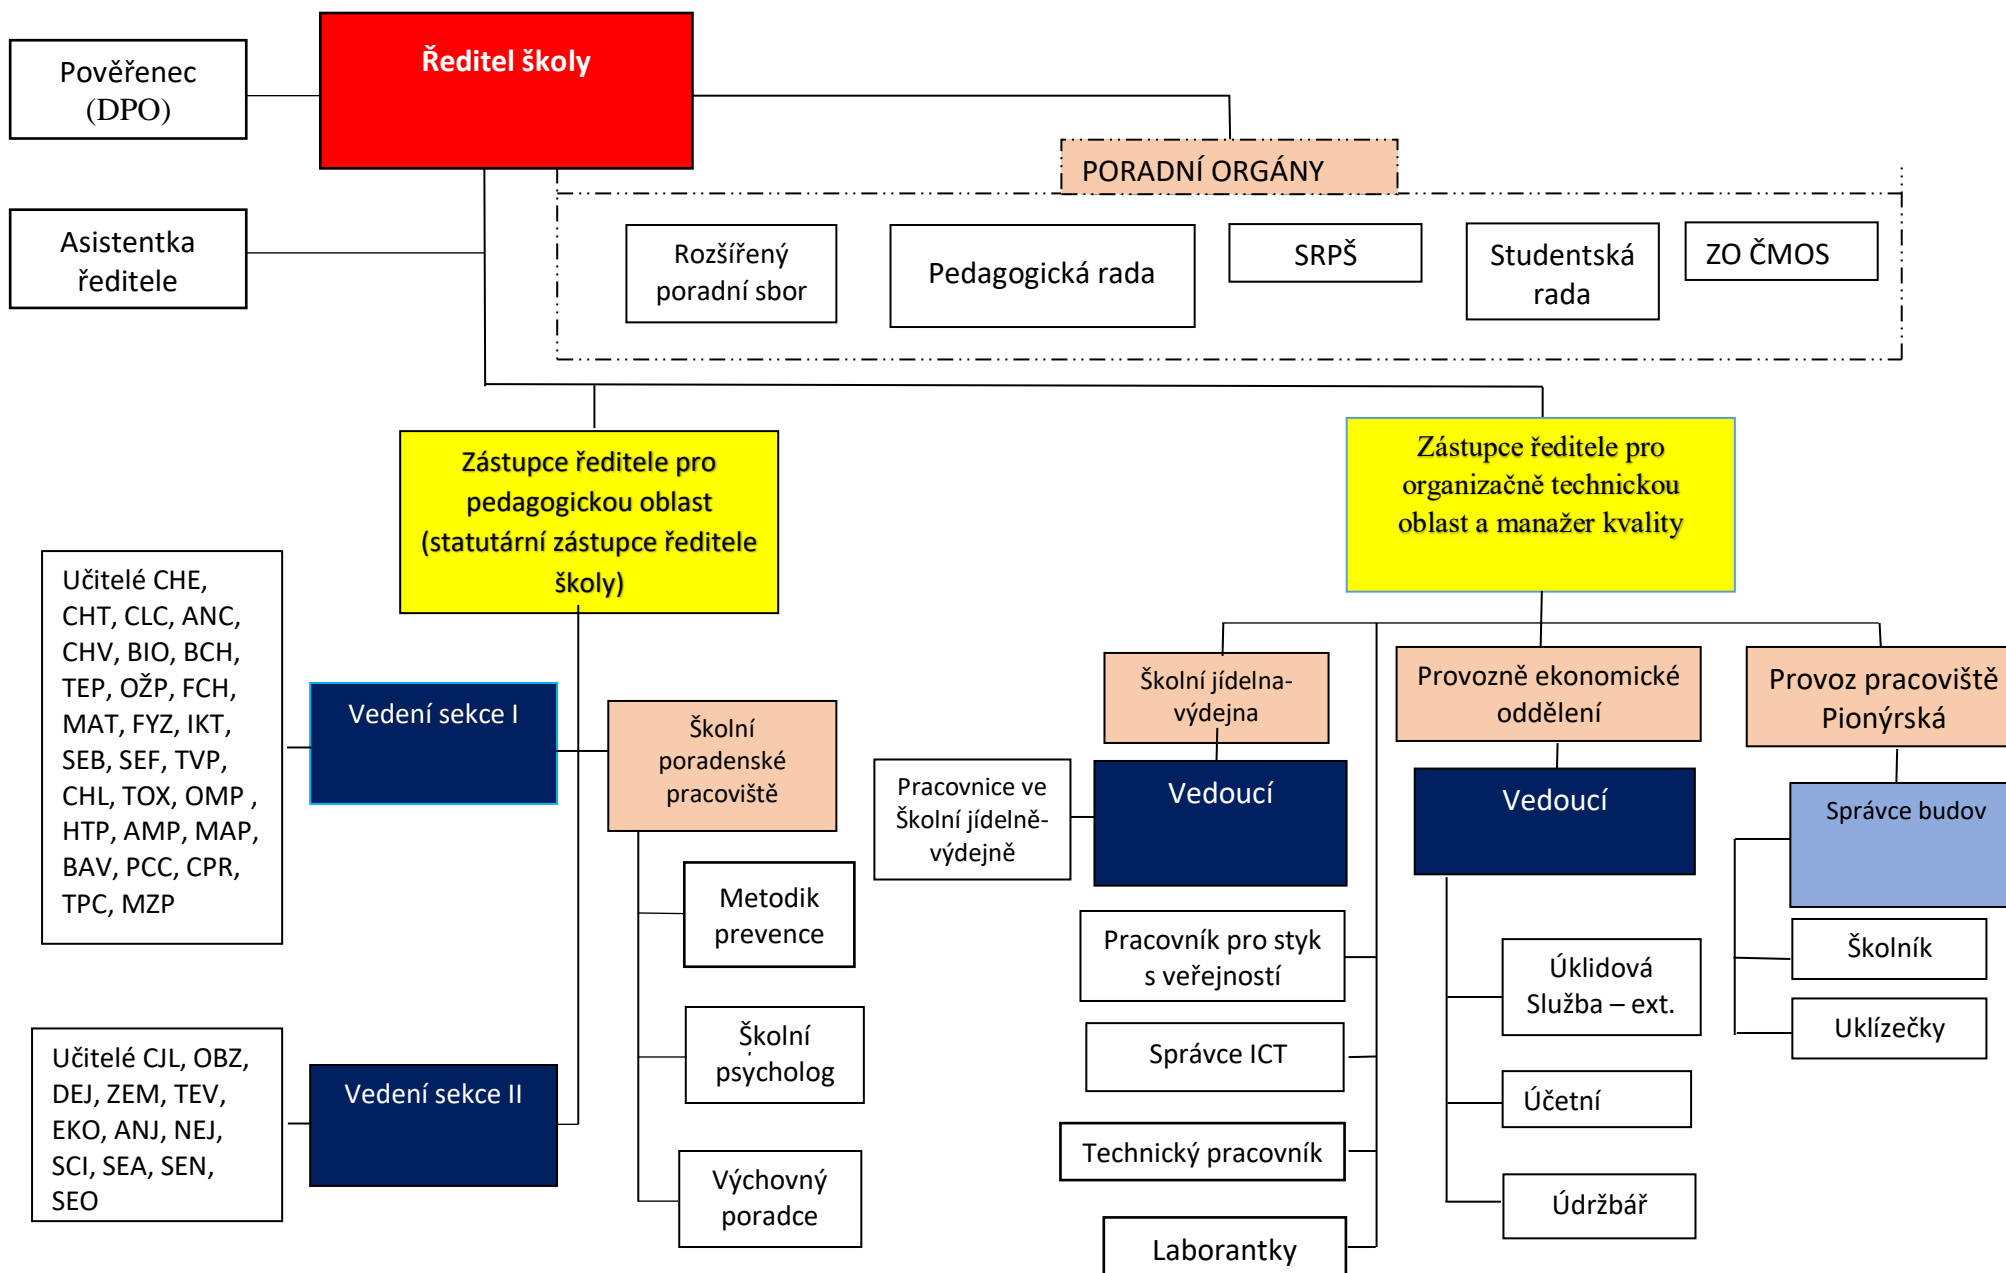 Ředitel školy
Pověřenec
(DPO)
PORADNÍ ORGÁNY
Asistentka
ředitele
Rozšířený
poradní sbor
Pedagogická rada
SRPŠ
Studentská
rada
ZO ČMOS
Zástupce ředitele pro
pedagogickou oblast
(statutární zástupce ředitele
školy)
Zástupce ředitele pro
organizačně technickou
oblast a manažer kvality
Učitelé CHE,
CHT, CLC, ANC,
CHV, BIO, BCH,
TEP, OŽP, FCH,
MAT, FYZ, IKT,
SEB, SEF, TVP,
CHL, TOX, OMP ,
HTP, AMP, MAP,
BAV, PCC, CPR,
TPC, MZP
Vedení sekce I
Školní
poradenské
pracoviště
Metodik
prevence
Školní
psycholog
Výchovný
poradce
Učitelé CJL, OBZ,
DEJ, ZEM, TEV,
EKO, ANJ, NEJ,
SCI, SEA, SEN,
SEO
Vedení sekce II
Školní jídelna-
výdejna
Pracovnice ve
Školní jídelně-
výdejně
Vedoucí
Pracovník pro styk
s veřejností
Správce ICT
Technický pracovník
Laborantky
Provozně ekonomické
oddělení
Vedoucí
Úklidová
Služba – ext.
Účetní
Údržbář
Provoz pracoviště
Pionýrská
Správce budov
Školník
Uklízečky